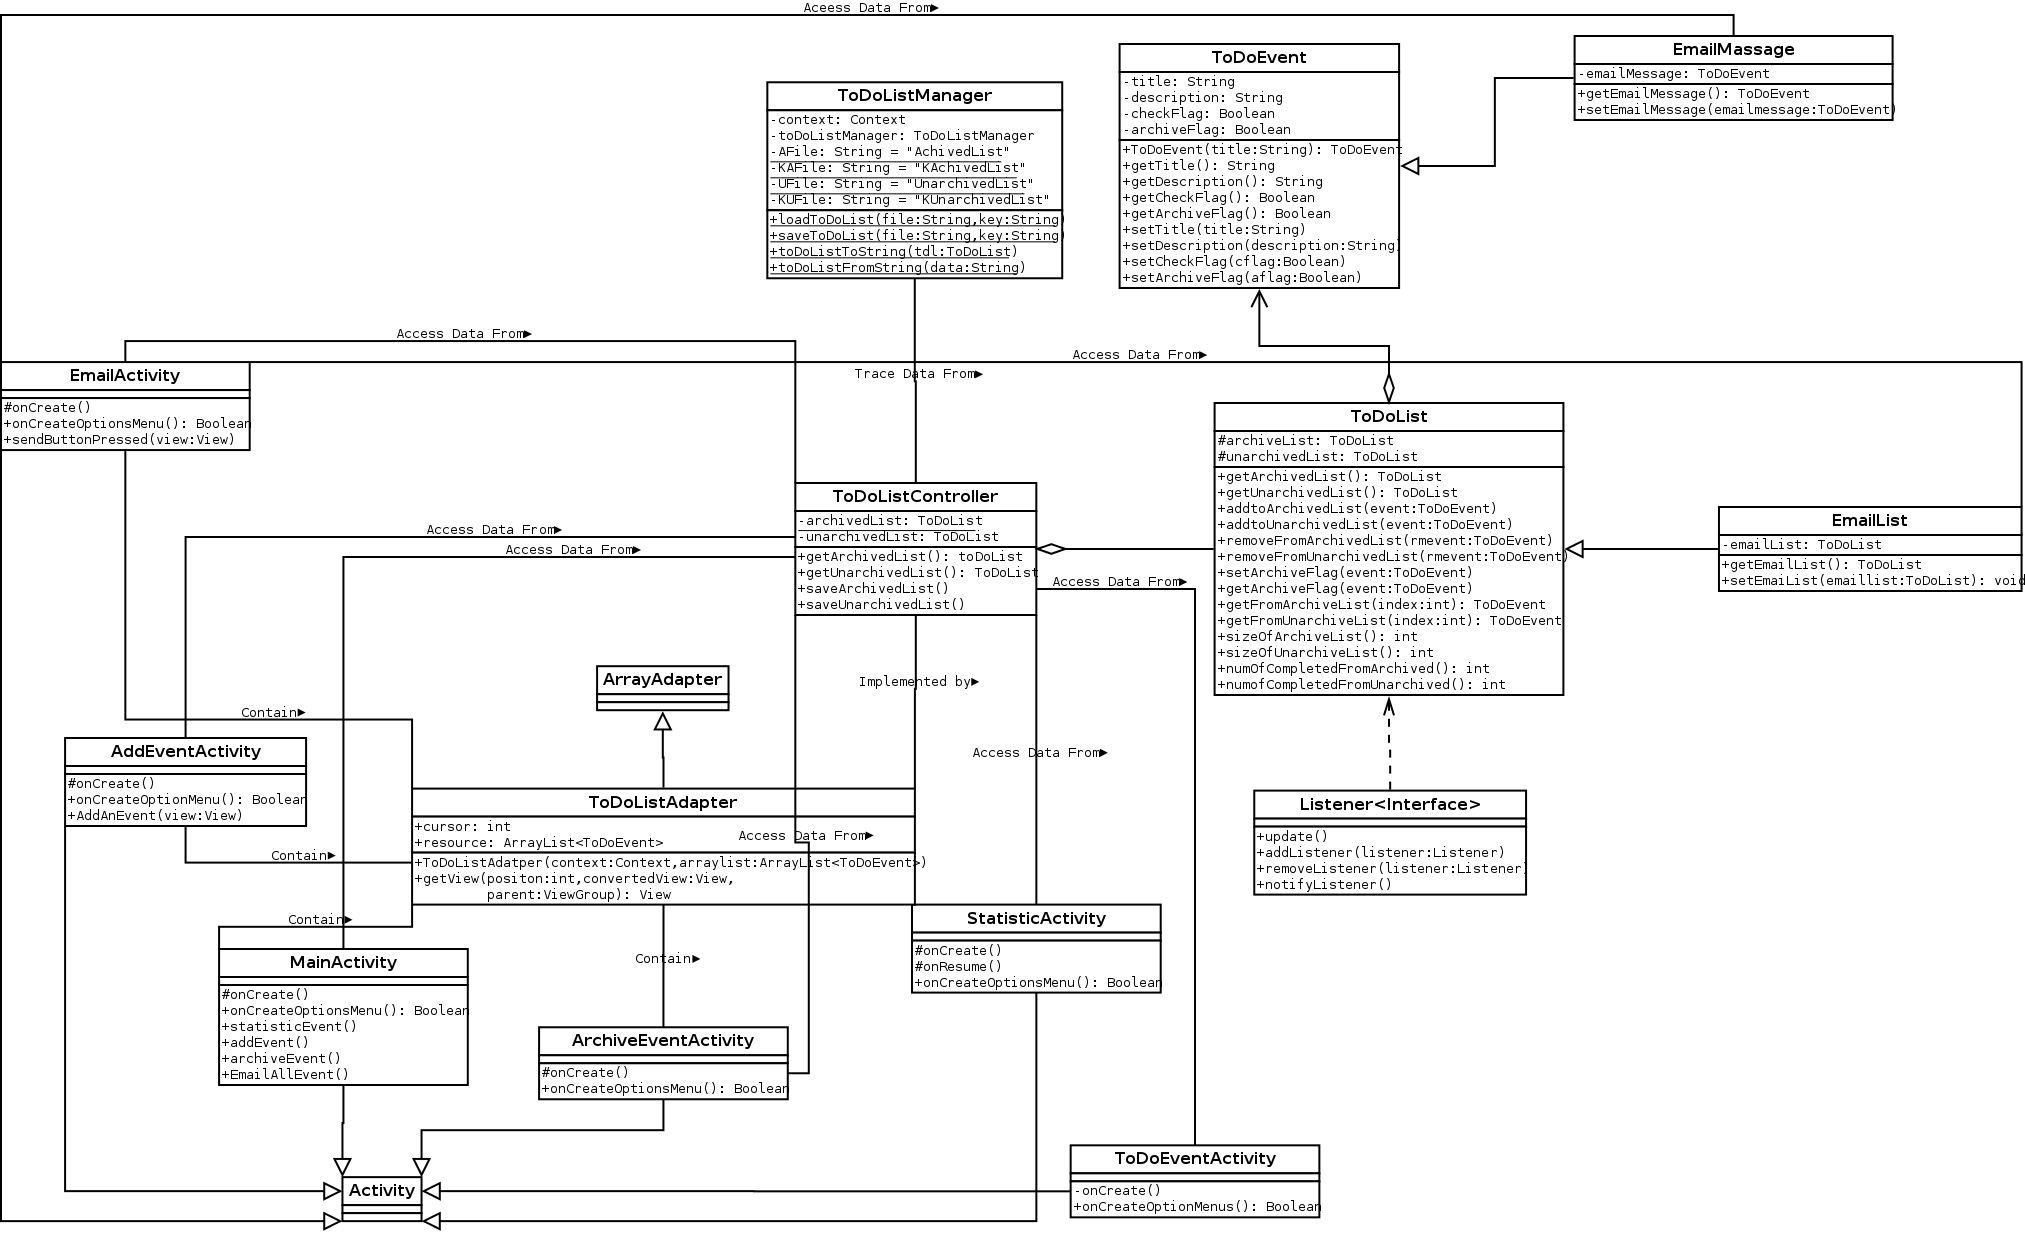 Aceess Data From▶
EmailMassage
-emailMessage: ToDoEvent
+getEmailMessage(): ToDoEvent
+setEmailMessage(emailmessage:ToDoEvent)
ToDoEvent
-title: String
-description: String
-checkFlag: Boolean
-archiveFlag: Boolean
+ToDoEvent(title:String): ToDoEvent
+getTitle(): String
+getDescription(): String
+getCheckFlag(): Boolean
+getArchiveFlag(): Boolean
+setTitle(title:String)
+setDescription(description:String)
+setCheckFlag(cflag:Boolean)
+setArchiveFlag(aflag:Boolean)
ToDoListManager
-context: Context
-toDoListManager: ToDoListManager
-AFile: String = "AchivedList"
-KAFile: String = "KAchivedList"
-UFile: String = "UnarchivedList"
-KUFile: String = "KUnarchivedList"
+loadToDoList(file:String,key:String)
+saveToDoList(file:String,key:String)
+toDoListToString(tdl:ToDoList)
+toDoListFromString(data:String)
Access Data From▶
Access Data From▶
Trace Data From▶
EmailActivity
#onCreate()
+onCreateOptionsMenu(): Boolean
+sendButtonPressed(view:View)
ToDoList
#archiveList: ToDoList
#unarchivedList: ToDoList
+getArchivedList(): ToDoList
+getUnarchivedList(): ToDoList
+addtoArchivedList(event:ToDoEvent)
+addtoUnarchivedList(event:ToDoEvent)
+removeFromArchivedList(rmevent:ToDoEvent)
+removeFromUnarchivedList(rmevent:ToDoEvent)
+setArchiveFlag(event:ToDoEvent)
+getArchiveFlag(event:ToDoEvent)
+getFromArchiveList(index:int): ToDoEvent
+getFromUnarchiveList(index:int): ToDoEvent
+sizeOfArchiveList(): int
+sizeOfUnarchiveList(): int
+numOfCompletedFromArchived(): int
+numofCompletedFromUnarchived(): int
ToDoListController
-archivedList: ToDoList
-unarchivedList: ToDoList
+getArchivedList(): toDoList
+getUnarchivedList(): ToDoList
+saveArchivedList()
+saveUnarchivedList()
EmailList
-emailList: ToDoList
+getEmailList(): ToDoList
+setEmaiList(emaillist:ToDoList): void
Access Data From▶
Access Data From▶
Access Data From▶
ArrayAdapter
Implemented by▶
Contain▶
AddEventActivity
#onCreate()
+onCreateOptionMenu(): Boolean
+AddAnEvent(view:View)
Access Data From▶
ToDoListAdapter
+cursor: int
+resource: ArrayList<ToDoEvent>
+ToDoListAdatper(context:Context,arraylist:ArrayList<ToDoEvent>)
+getView(positon:int,convertedView:View,
parent:ViewGroup): View
Access Data From▶
Listener<Interface>
+update()
+addListener(listener:Listener)
+removeListener(listener:Listener)
+notifyListener()
Contain▶
Contain▶
StatisticActivity
#onCreate()
#onResume()
+onCreateOptionsMenu(): Boolean
MainActivity
#onCreate()
+onCreateOptionsMenu(): Boolean
+statisticEvent()
+addEvent()
+archiveEvent()
+EmailAllEvent()
Contain▶
ArchiveEventActivity
#onCreate()
+onCreateOptionsMenu(): Boolean
ToDoEventActivity
-onCreate()
+onCreateOptionMenus(): Boolean
Activity